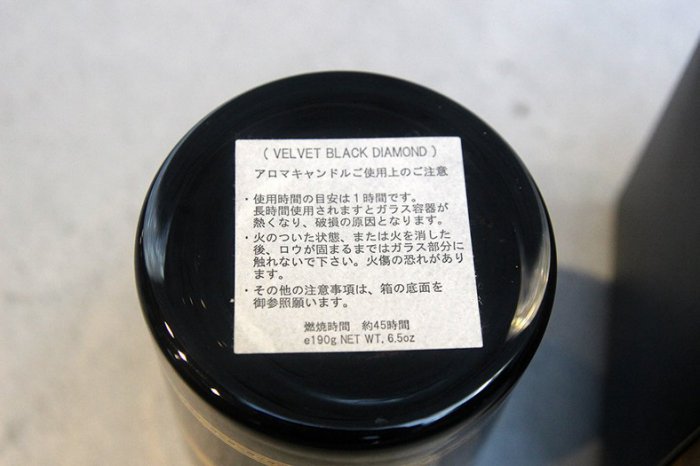 ( VELVET BLACK DIAMOND )
アロマキャンドルご使用上のご注意
・使用時間の目安は1時間です。
長時間使用されますとガラス容器が
熱くなり、破損の原因となります。
・火のついた状態、または火を消した
後、ロウが固まるまではガラス部分に
触れないで下さい。火傷の恐れがあり
ます。
・その他の注意事項は、箱の底面を
御参照願います。
燃焼時間 約45時間
e190g NET WT, 6.5oz